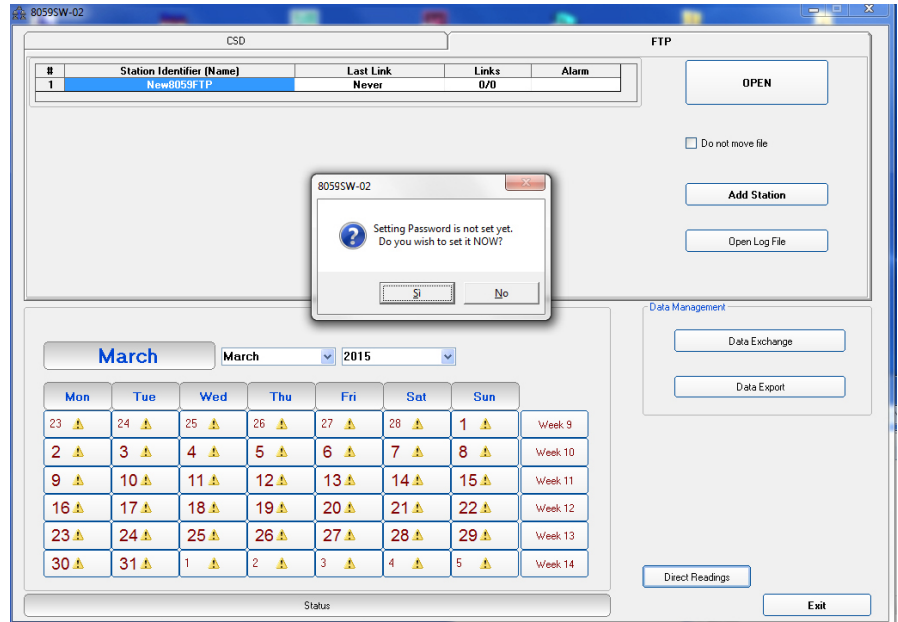 8059SW-02
CSD
FTP
# Station Identifier (Name) Last Link Links Alarm
1 New8059FTP Never 0/0
OPEN
Do not move file
Add Station
Open Log File
8059SW-02
Setting Password is not set yet.
Do you wish to set it NOW?
Sì
No
Data Management
Data Exchange
Data Export
March March 2015
Mon Tue Wed Thu Fri Sat Sun
23 24 25 26 27 28 1 Week 9
2 3 4 5 6 7 8 Week 10
9 10 11 12 13 14 15 Week 11
16 17 18 19 20 21 22 Week 12
23 24 25 26 27 28 29 Week 13
30 31 1 2 3 4 5 Week 14
Direct Readings
Status
Exit